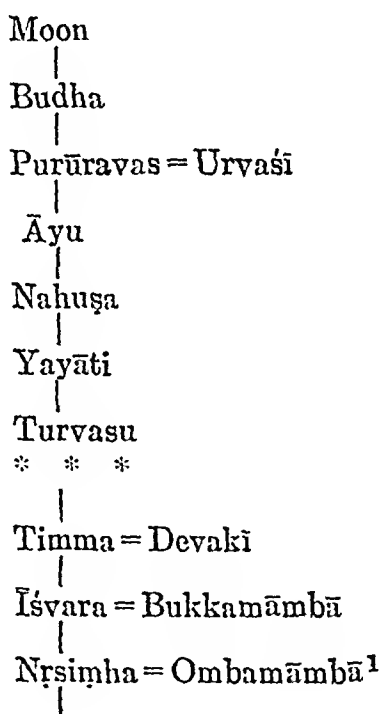 Moon
Budha
Purūravas = Urvaśī
Āyu
Nahuṣa
Yayāti
Turvasu
* * *
Timma = Devakī
Īśvara = Bukkamāmbā
Nṛsiṃha = Ombamāmbā¹